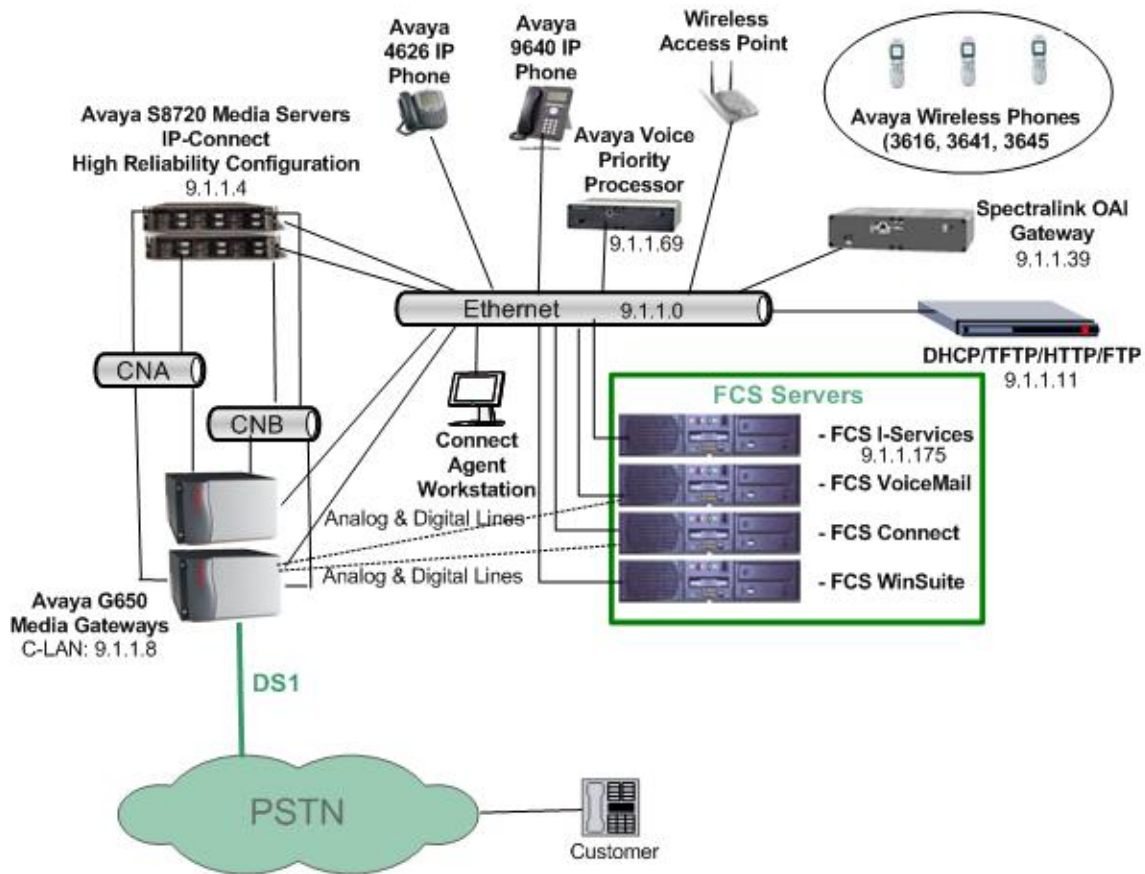 Avaya
4626 IP
Phone
Avaya
9640 IP
Phone
Wireless
Access Point
Avaya Wireless Phones
(3616, 3641, 3645
Avaya S8720 Media Servers
IP-Connect
High Reliability Configuration
9.1.1.4
Avaya Voice
Priority
Processor
9.1.1.69
Spectralink OAI
Gateway
9.1.1.39
Ethernet 9.1.1.0
DHCP/TFTP/HTTP/FTP
9.1.1.11
CNA
CNB
Connect
Agent
Workstation
FCS Servers
- FCS I-Services
9.1.1.175
- FCS VoiceMail
- FCS Connect
- FCS WinSuite
Analog & Digital Lines
Analog & Digital Lines
Avaya G650
Media Gateways
C-LAN: 9.1.1.8
DS1
PSTN
Customer